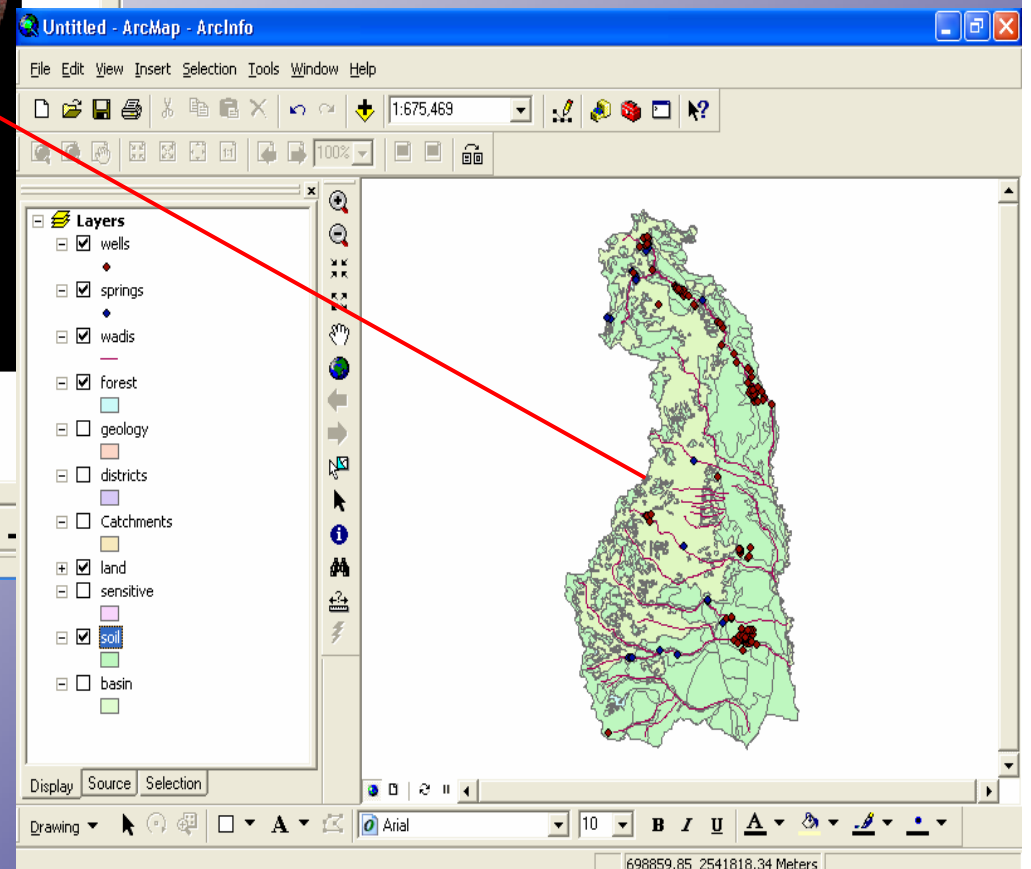 Untitled - ArcMap - ArcInfo
File Edit View Insert Selection Tools Window Help
1:675,469
1:1
100%
Layers
wells
springs
wadis
forest
geology
districts
Catchments
land
sensitive
soil
basin
Display Source Selection
Drawing A Arial 10 B I U A
698859.85 2541818.34 Meters